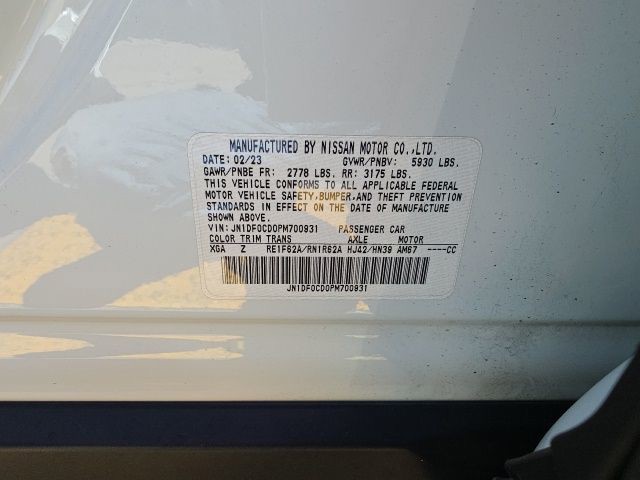 MANUFACTURED BY NISSAN MOTOR CO.,LTD.
DATE: 02/23 GVWR/PNBV: 5930 LBS.
GAWR/PNBE FR: 2778 LBS. RR: 3175 LBS.
THIS VEHICLE CONFORMS TO ALL APPLICABLE FEDERAL
MOTOR VEHICLE SAFETY, BUMPER, AND THEFT PREVENTION
STANDARDS IN EFFECT ON THE DATE OF MANUFACTURE
SHOWN ABOVE.
VIN: JN1DF0CD0PM700931 PASSENGER CAR
COLOR TRIM TRANS AXLE MOTOR
XGA Z RE1F62A/RN1R62A HJ42/HN39 AM67 ----CC
JN1DF0CD0PM700931